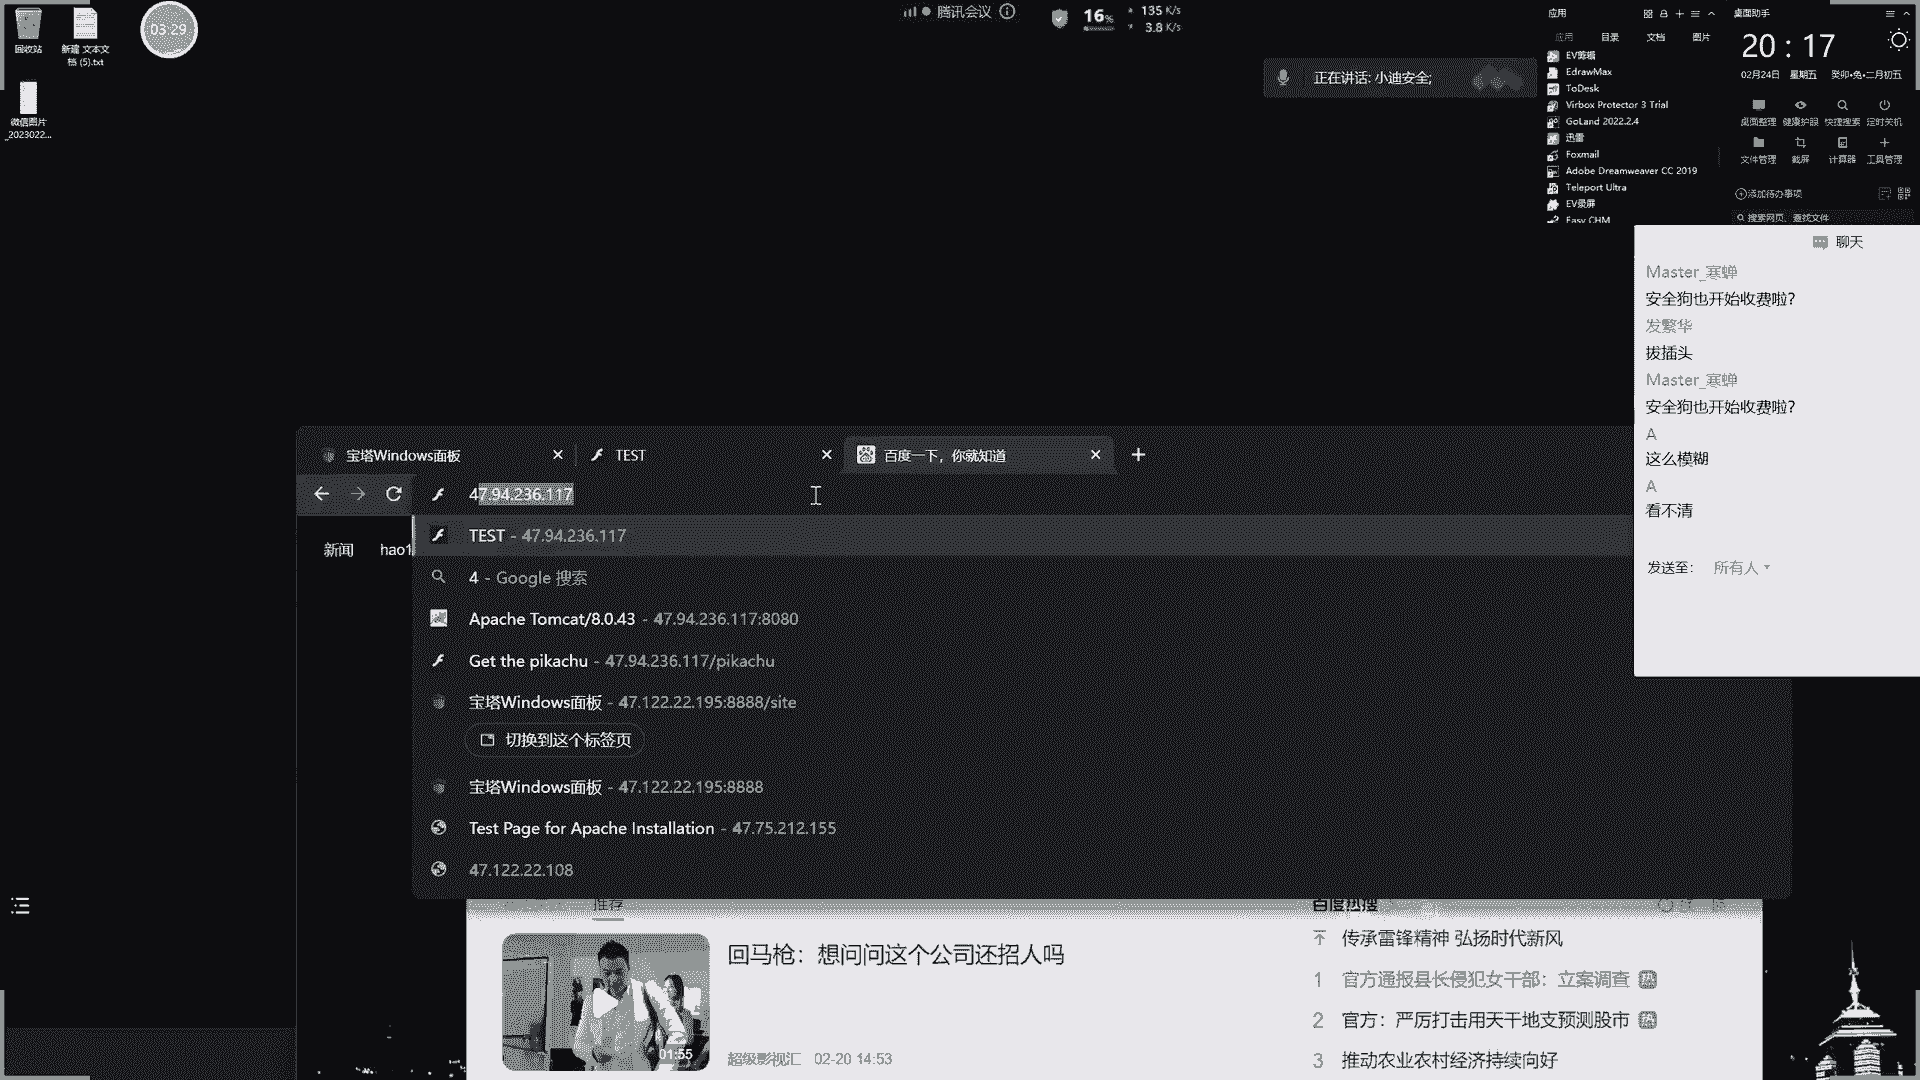 回收站
新建 文本文
档 (5).txt
微信图片
_2023022...
03:29
腾讯会议
16%
135 K/s
3.8 K/s
正在讲话: 小迪安全;
应用
应用 目录 文档 图片
EV剪辑
EdrawMax
ToDesk
Virbox Protector 3 Trial
GoLand 2022.2.4
迅雷
Foxmail
Adobe Dreamweaver CC 2019
Teleport Ultra
EV录屏
Easy CHM
桌面助手
20 : 17
02月24日 星期五 癸卯•兔•二月初五
桌面整理 健康护眼 快捷搜索 定时关机
文件管理 截屏 计算器 工具管理
添加待办事项
搜索网页、查找文件
聊天
Master_寒蝉
安全狗也开始收费啦?
发繁华
拔插头
Master_寒蝉
安全狗也开始收费啦?
A
这么模糊
A
看不清
发送至: 所有人
宝塔Windows面板
TEST
百度一下，你就知道
47.94.236.117
新闻 hao1
TEST - 47.94.236.117
4 - Google 搜索
Apache Tomcat/8.0.43 - 47.94.236.117:8080
Get the pikachu - 47.94.236.117/pikachu
宝塔Windows面板 - 47.122.22.195:8888/site
切换到这个标签页
宝塔Windows面板 - 47.122.22.195:8888
Test Page for Apache Installation - 47.75.212.155
47.122.22.108
推荐
百度热搜
01:55
回马枪：想问问这个公司还招人吗
超级影视汇 02-20 14:53
传承雷锋精神 弘扬时代新风
1 官方通报县长侵犯女干部：立案调查 热
2 官方：严厉打击用天干地支预测股市 热
3 推动农业农村经济持续向好